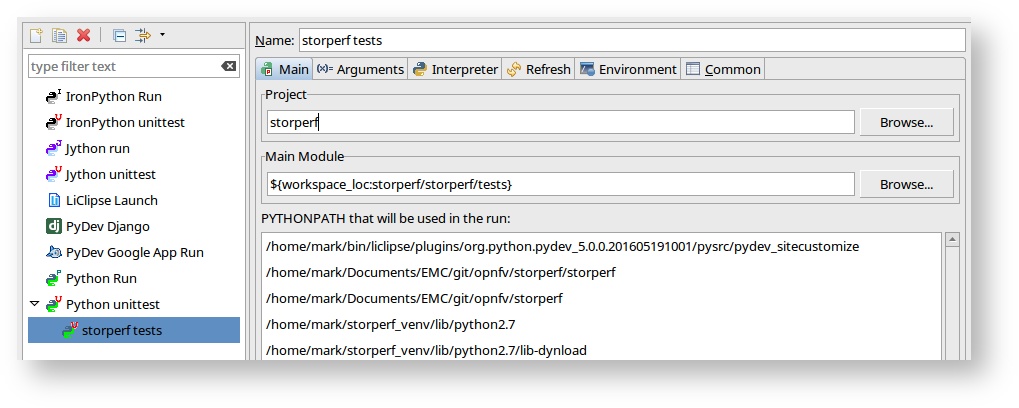 Name: storperf tests
type filter text
Main (x)= Arguments Interpreter Refresh Environment Common
IronPython Run
IronPython unittest
Jython run
Jython unittest
LiClipse Launch
PyDev Django
PyDev Google App Run
Python Run
Python unittest
storperf tests
Project
storperf
Browse...
Main Module
${workspace_loc:storperf/storperf/tests}
Browse...
PYTHONPATH that will be used in the run:
/home/mark/bin/liclipse/plugins/org.python.pydev_5.0.0.201605191001/pysrc/pydev_sitecustomize
/home/mark/Documents/EMC/git/opnfv/storperf/storperf
/home/mark/Documents/EMC/git/opnfv/storperf
/home/mark/storperf_venv/lib/python2.7
/home/mark/storperf_venv/lib/python2.7/lib-dynload